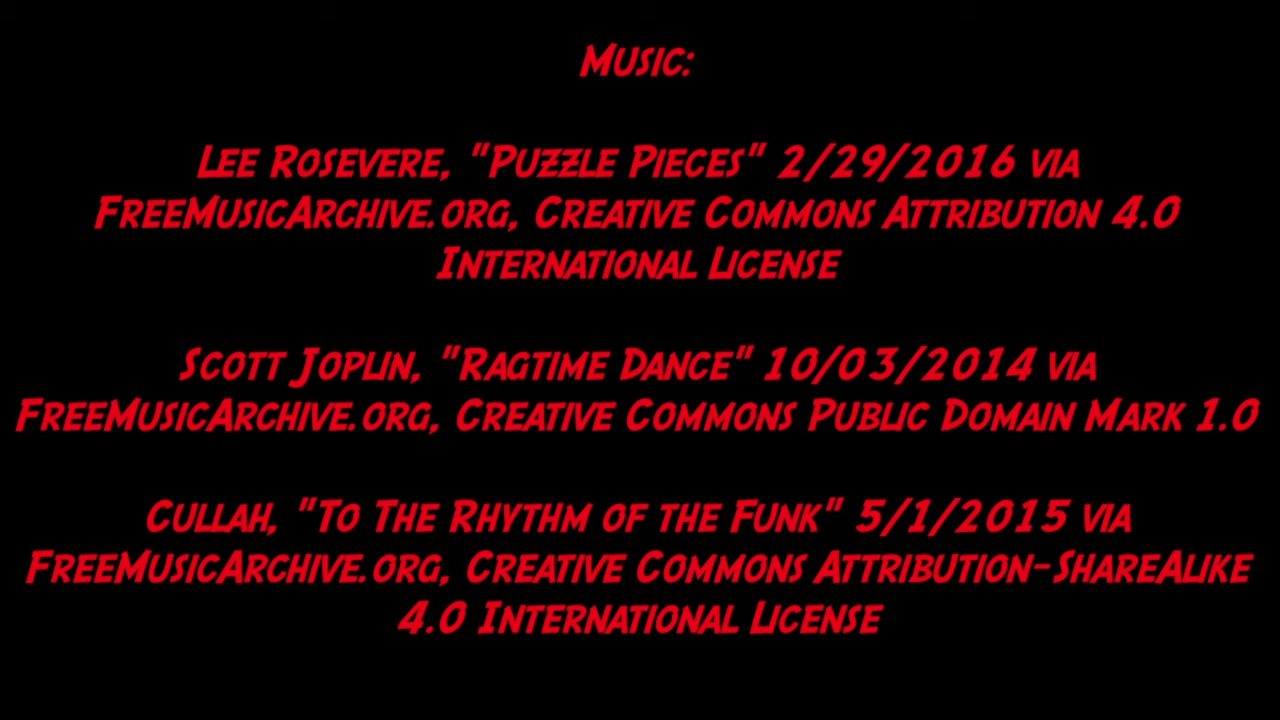 Music:
Lee Rosevere, "Puzzle Pieces" 2/29/2016 via
FreeMusicArchive.org, Creative Commons Attribution 4.0
International License
Scott Joplin, "Ragtime Dance" 10/03/2014 via
FreeMusicArchive.org, Creative Commons Public Domain Mark 1.0
Cullah, "To The Rhythm of the Funk" 5/1/2015 via
FreeMusicArchive.org, Creative Commons Attribution-ShareAlike
4.0 International License